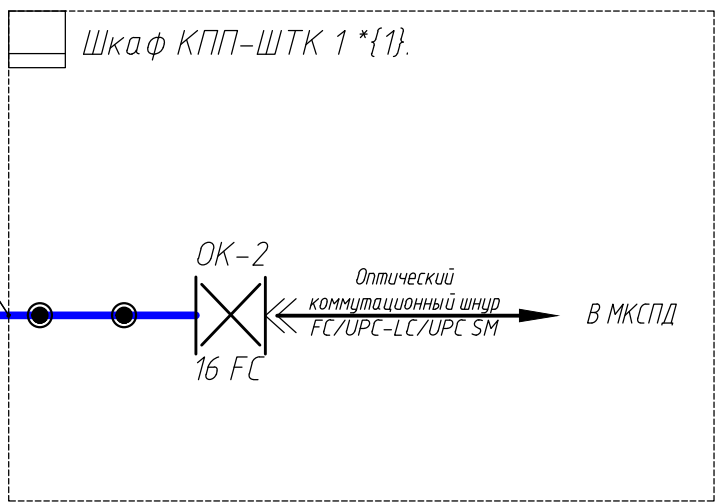 Шкаф КПП-ШТК 1 *{1}.
ОК-2
16 FC
Оптический
коммутационный шнур
FC/UPC-LC/UPC SM
В МКСПД